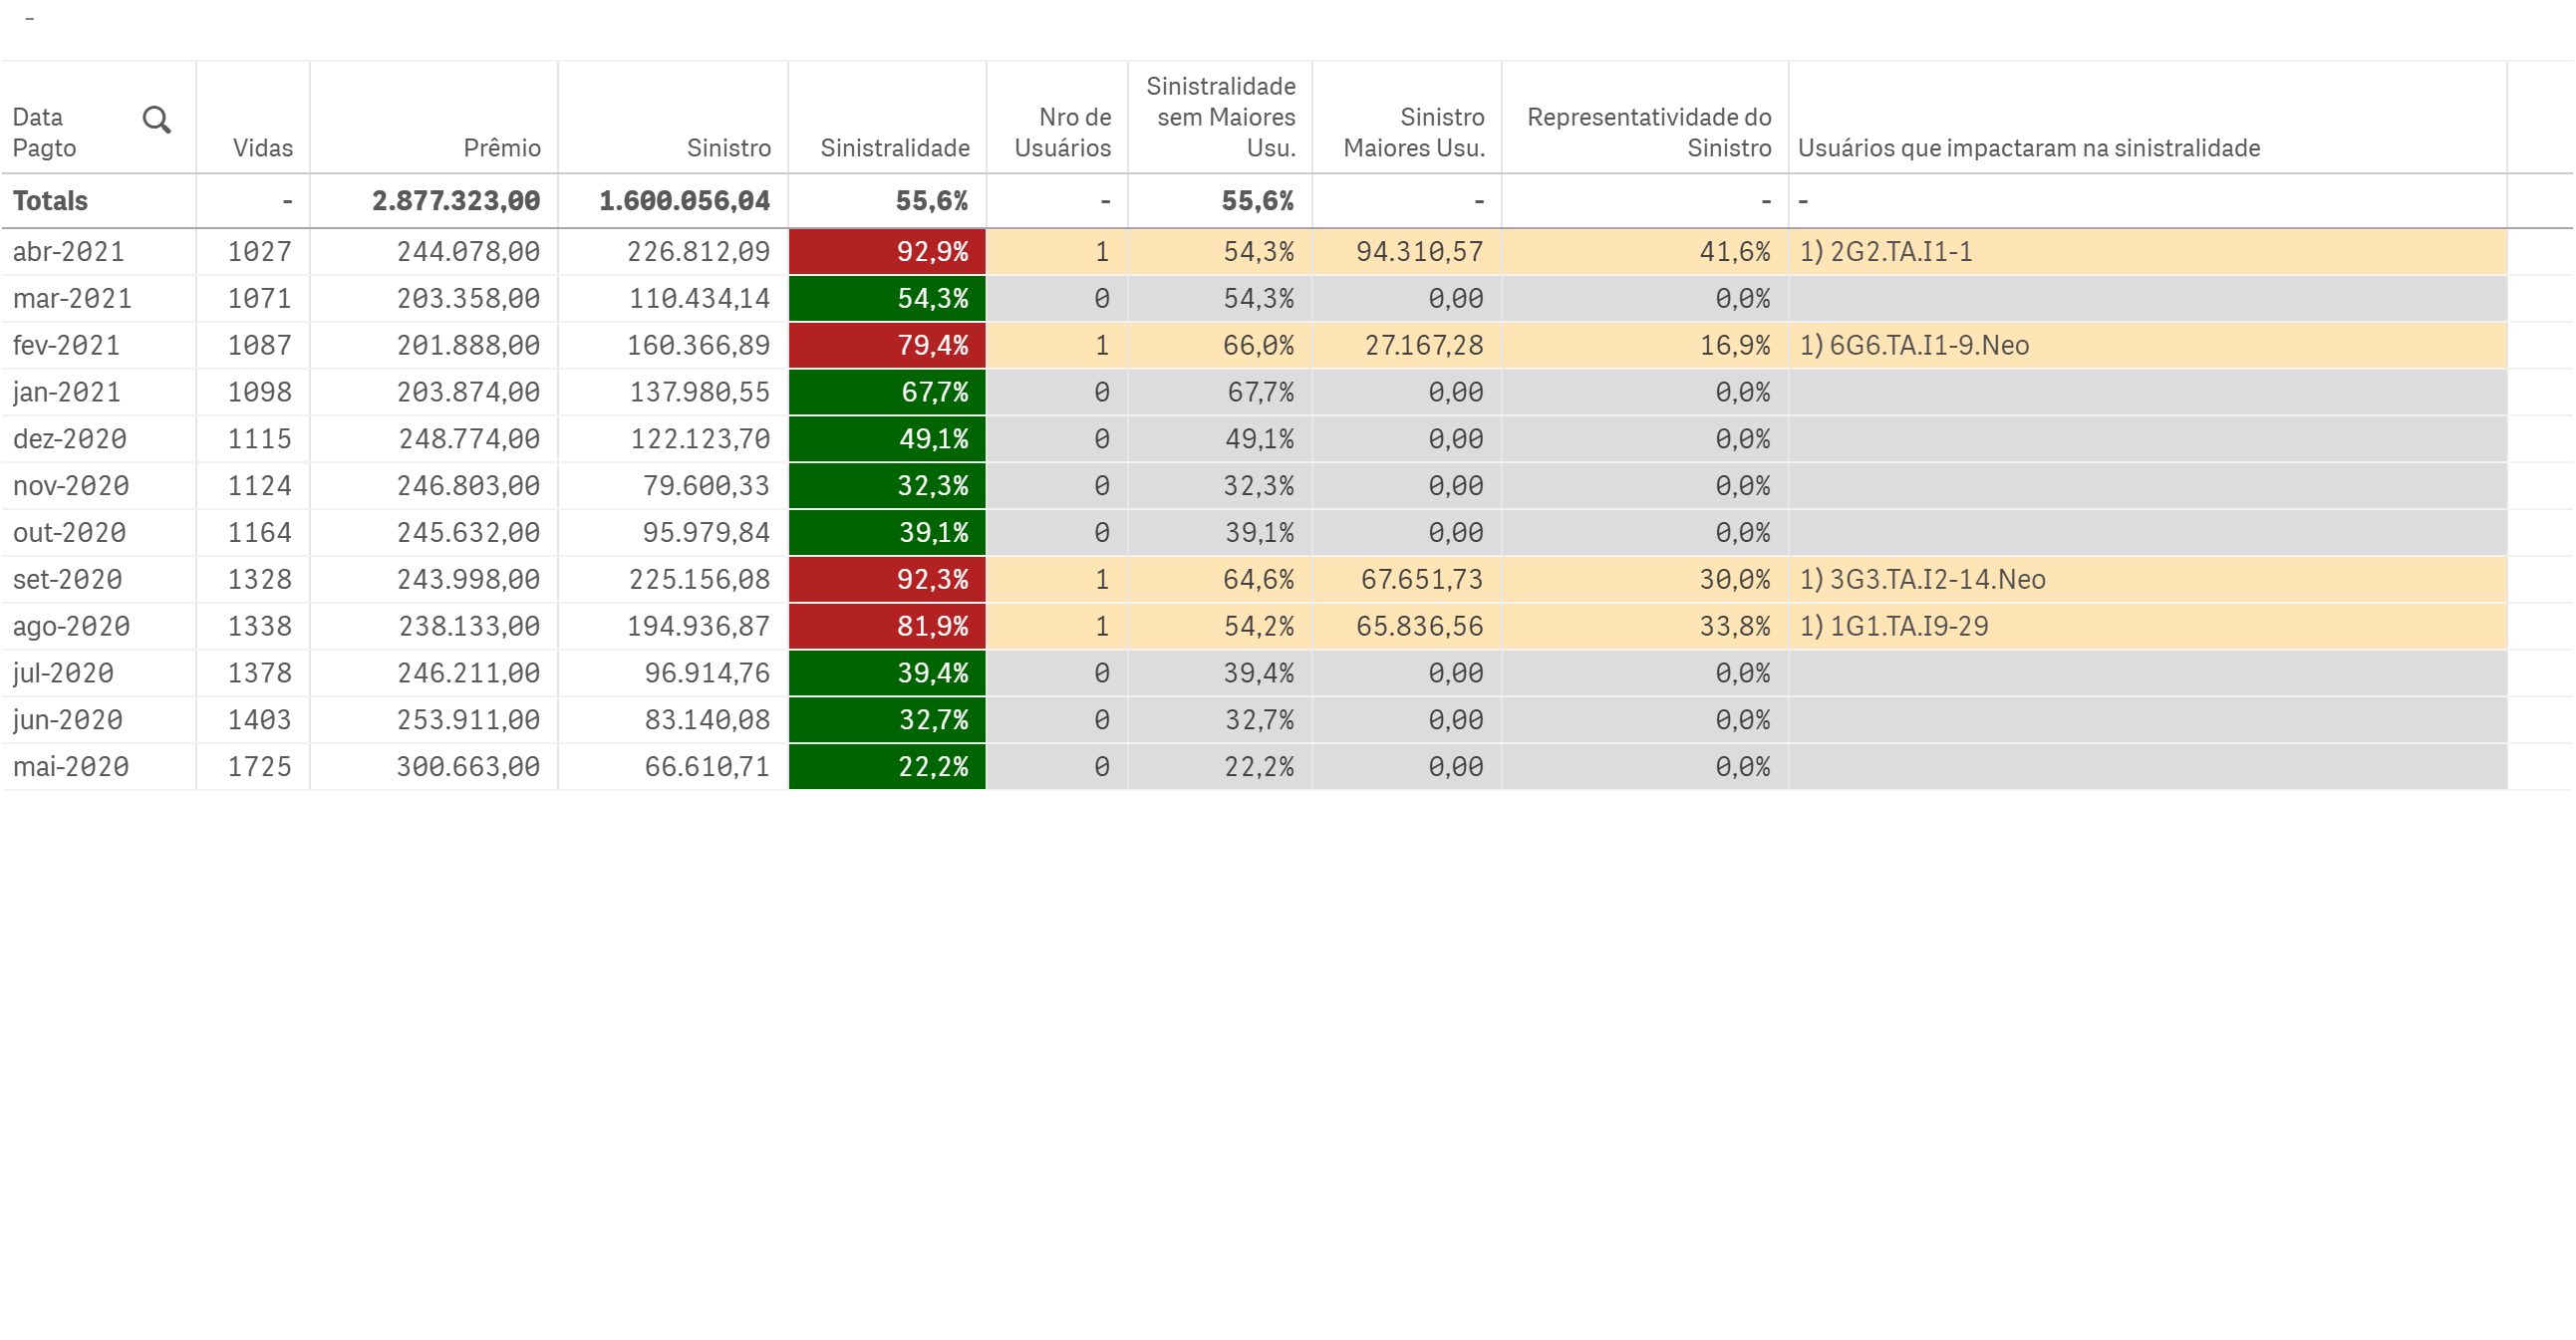 -
Data Pagto Vidas Prêmio Sinistro Sinistralidade Nro de Usuários Sinistralidade sem Maiores Usu. Sinistro Maiores Usu. Representatividade do Sinistro Usuários que impactaram na sinistralidade
Totals - 2.877.323,00 1.600.056,04 55,6% - 55,6% - - -
abr-2021 1027 244.078,00 226.812,09 92,9% 1 54,3% 94.310,57 41,6% 1) 2G2.TA.I1-1
mar-2021 1071 203.358,00 110.434,14 54,3% 0 54,3% 0,00 0,0%
fev-2021 1087 201.888,00 160.366,89 79,4% 1 66,0% 27.167,28 16,9% 1) 6G6.TA.I1-9.Neo
jan-2021 1098 203.874,00 137.980,55 67,7% 0 67,7% 0,00 0,0%
dez-2020 1115 248.774,00 122.123,70 49,1% 0 49,1% 0,00 0,0%
nov-2020 1124 246.803,00 79.600,33 32,3% 0 32,3% 0,00 0,0%
out-2020 1164 245.632,00 95.979,84 39,1% 0 39,1% 0,00 0,0%
set-2020 1328 243.998,00 225.156,08 92,3% 1 64,6% 67.651,73 30,0% 1) 3G3.TA.I2-14.Neo
ago-2020 1338 238.133,00 194.936,87 81,9% 1 54,2% 65.836,56 33,8% 1) 1G1.TA.I9-29
jul-2020 1378 246.211,00 96.914,76 39,4% 0 39,4% 0,00 0,0%
jun-2020 1403 253.911,00 83.140,08 32,7% 0 32,7% 0,00 0,0%
mai-2020 1725 300.663,00 66.610,71 22,2% 0 22,2% 0,00 0,0%